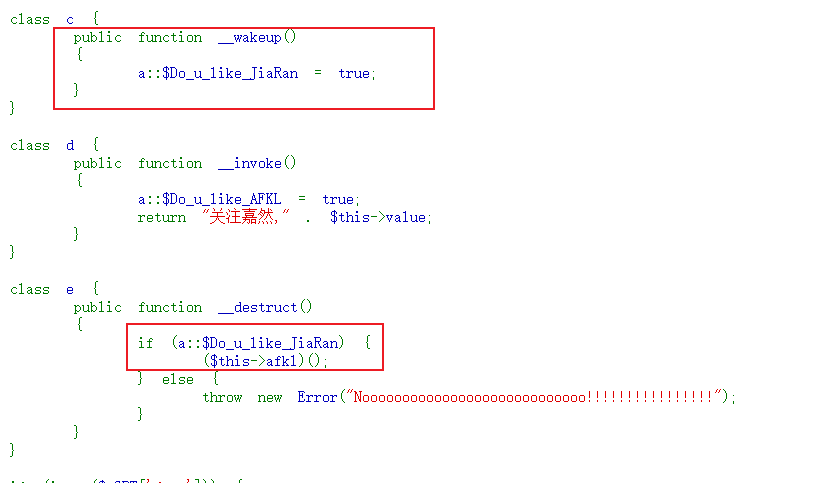 class c {
public function __wakeup()
{
a::$Do_u_like_JiaRan = true;
}
}
class d {
public function __invoke()
{
a::$Do_u_like_AFKL = true;
return "关注嘉然," . $this->value;
}
}
class e {
public function __destruct()
{
if (a::$Do_u_like_JiaRan) {
($this->afkl)();
} else {
throw new Error("Noooooooooooooooooooooooooooo!!!!!!!!!!!!!!!!");
}
}
}